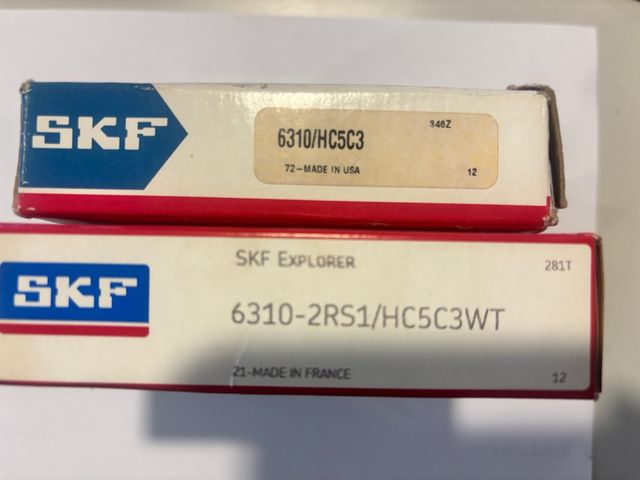 SKF
6310/HC5C3
346Z
72-MADE IN USA
12
SKF EXPLORER
281T
SKF
6310-2RS1/HC5C3WT
21-MADE IN FRANCE
12